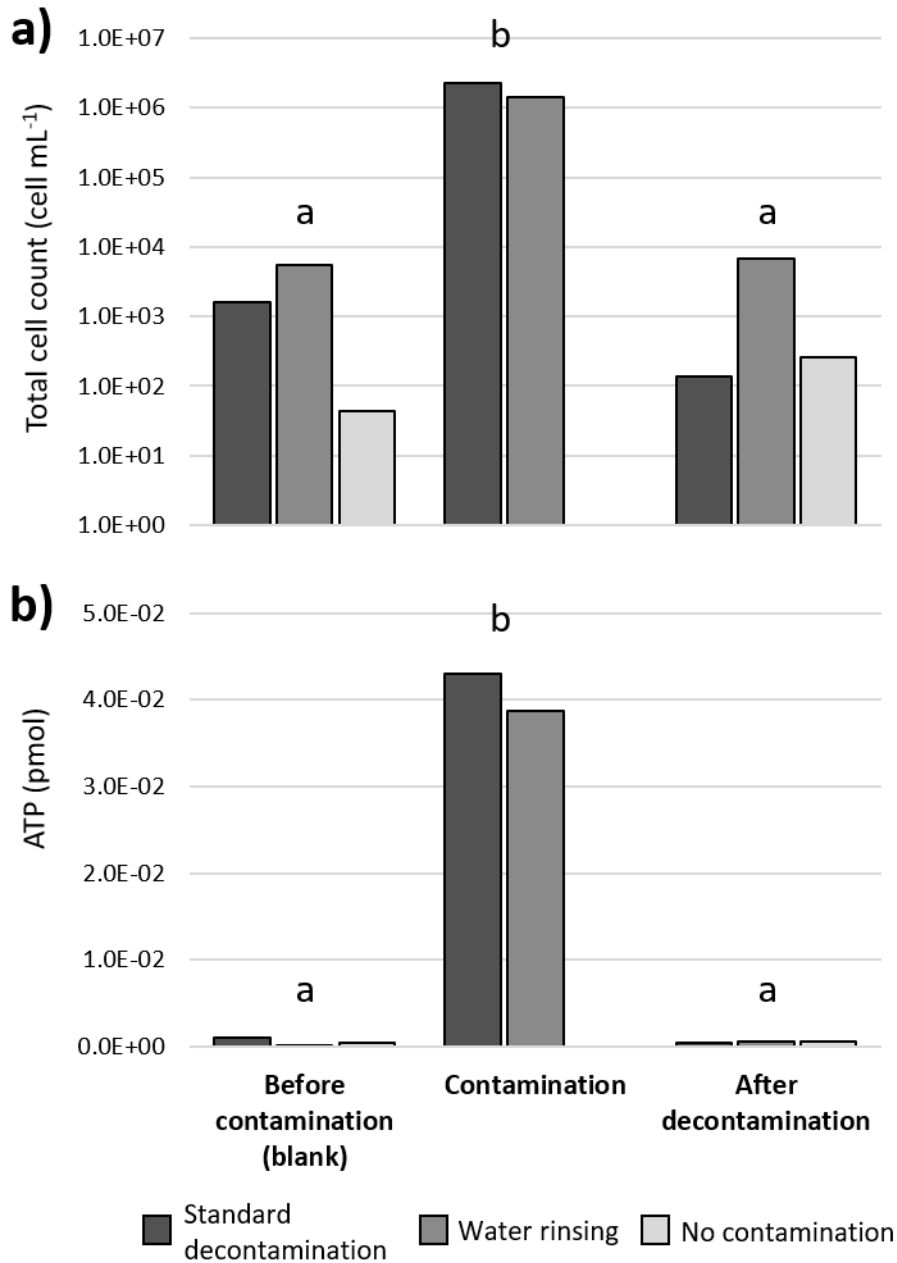 a)
Total cell count (cell mL-1)
1.0E+07
1.0E+06
1.0E+05
1.0E+04
1.0E+03
1.0E+02
1.0E+01
1.0E+00
a
b
a
b)
ATP (pmol)
5.0E-02
4.0E-02
3.0E-02
2.0E-02
1.0E-02
0.0E+00
a
b
a
Before
contamination
(blank)
Contamination
After
decontamination
Standard
decontamination
Water rinsing
No contamination